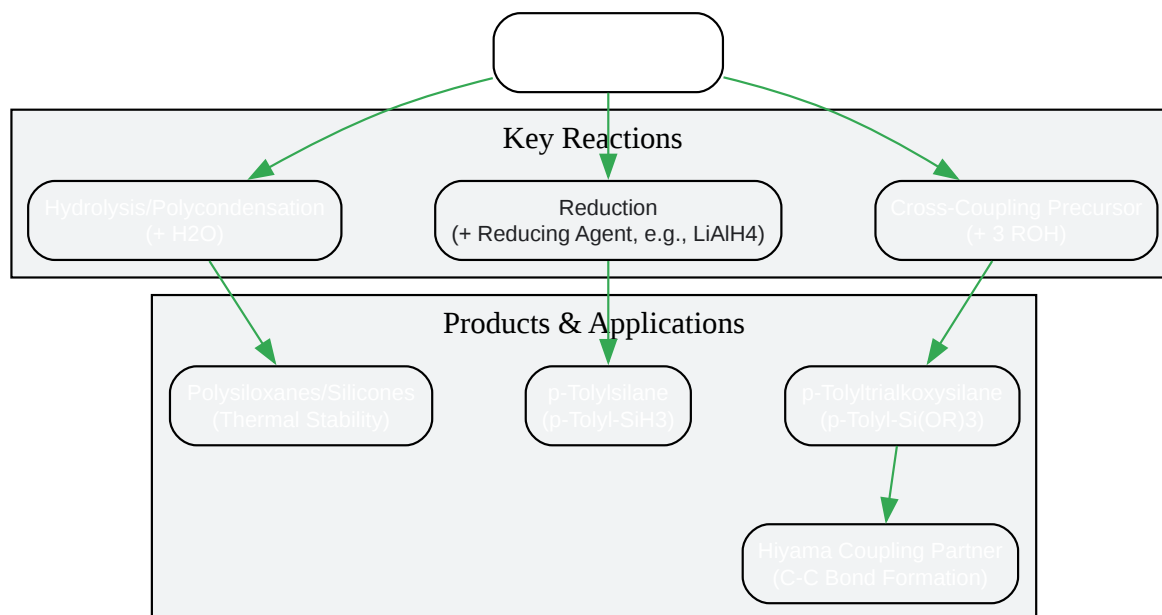 Key Reactions
Hydrolysis/Polycondensation
(+ H2O)
Reduction
(+ Reducing Agent, e.g., LiAlH4)
Cross-Coupling Precursor
(+ 3 ROH)
Products & Applications
Polysiloxanes/Silicones
(Thermal Stability)
p-Tolylsilane
(p-Tolyl-SiH3)
p-Tolyltrialkoxysilane
(p-Tolyl-Si(OR)3)
Hiyama Coupling Partner
(C-C Bond Formation)